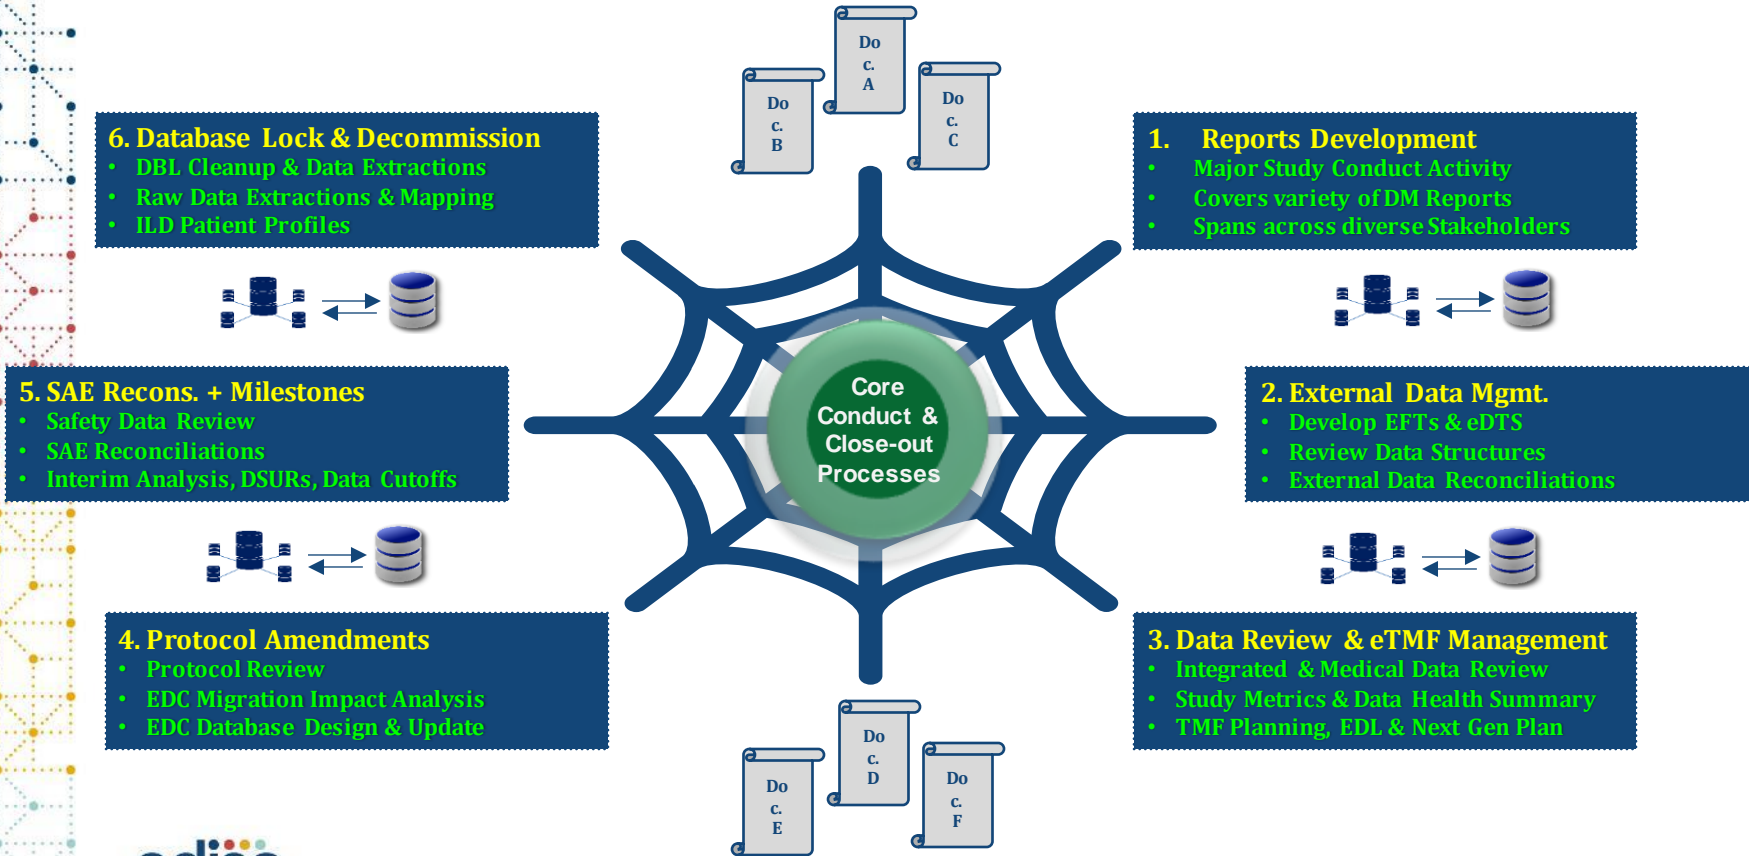 Do
c.
A
Do
c.
B
Do
c.
C
6. Database Lock & Decommission
• DBL Cleanup & Data Extractions
• Raw Data Extractions & Mapping
• ILD Patient Profiles
1. Reports Development
• Major Study Conduct Activity
• Covers variety of DM Reports
• Spans across diverse Stakeholders
5. SAE Recons. + Milestones
• Safety Data Review
• SAE Reconciliations
• Interim Analysis, DSURs, Data Cutoffs
Core
Conduct &
Close-out
Processes
2. External Data Mgmt.
• Develop EFTs & eDTS
• Review Data Structures
• External Data Reconciliations
4. Protocol Amendments
• Protocol Review
• EDC Migration Impact Analysis
• EDC Database Design & Update
3. Data Review & eTMF Management
• Integrated & Medical Data Review
• Study Metrics & Data Health Summary
• TMF Planning, EDL & Next Gen Plan
Do
c.
D
Do
c.
E
Do
c.
F